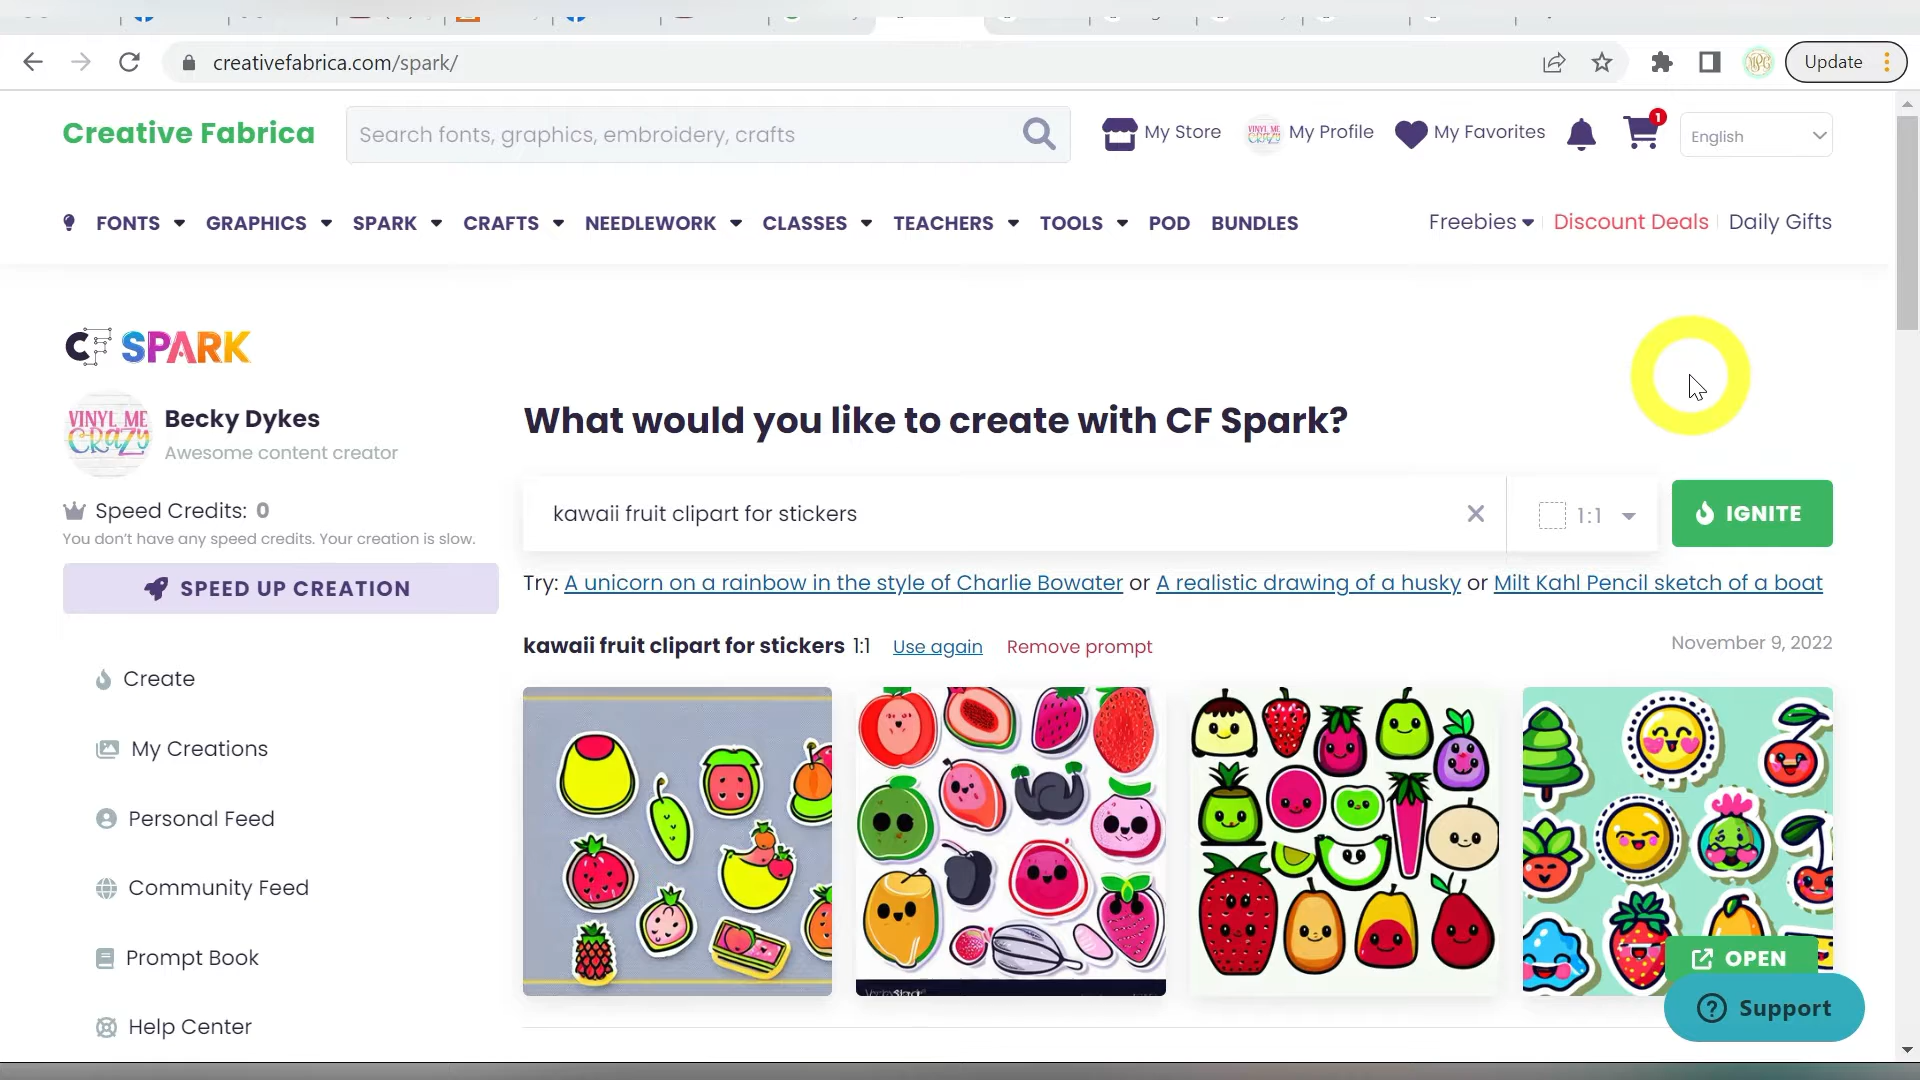 creativefabrica.com/spark/
Update
Creative Fabrica
Search fonts, graphics, embroidery, crafts
My Store
My Profile
My Favorites
1
English
FONTS
GRAPHICS
SPARK
CRAFTS
NEEDLEWORK
CLASSES
TEACHERS
TOOLS
POD
BUNDLES
Freebies
Discount Deals
Daily Gifts
CF SPARK
VINYL ME
CRAZY
Becky Dykes
Awesome content creator
Speed Credits: 0
You don't have any speed credits. Your creation is slow.
SPEED UP CREATION
Create
My Creations
Personal Feed
Community Feed
Prompt Book
Help Center
What would you like to create with CF Spark?
kawaii fruit clipart for stickers
1:1
IGNITE
Try: A unicorn on a rainbow in the style of Charlie Bowater or A realistic drawing of a husky or Milt Kahl Pencil sketch of a boat
kawaii fruit clipart for stickers 1:1 Use again Remove prompt
November 9, 2022
OPEN
Support